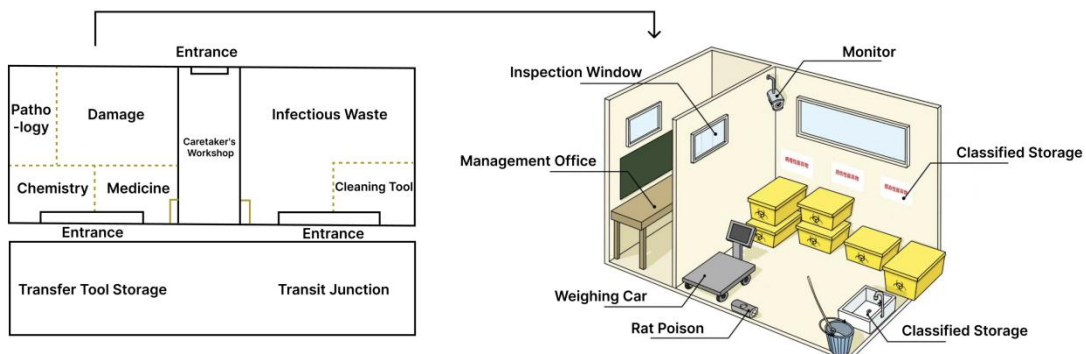 Entrance
Patho
-logy
Damage
Caretaker's
Workshop
Infectious Waste
Chemistry
Medicine
Cleaning Tool
Entrance
Entrance
Transfer Tool Storage
Transit Junction
Monitor
Inspection Window
Management Office
Classified Storage
Weighing Car
Rat Poison
Classified Storage